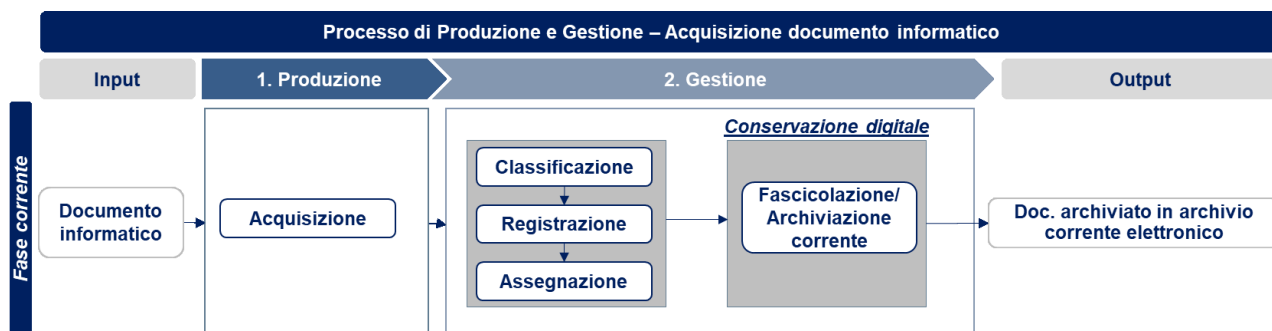 Processo di Produzione e Gestione – Acquisizione documento informatico
Input
1. Produzione
2. Gestione
Output
Fase corrente
Documento
informatico
Acquisizione
Classificazione
Registrazione
Assegnazione
Conservazione digitale
Fascicolazione/
Archiviazione
corrente
Doc. archiviato in archivio
corrente elettronico